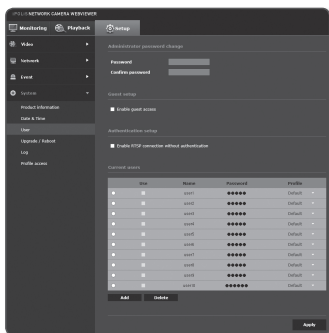 iPOLiS NETWORK CAMERA WEBVIEWER
Monitoring Playback Setup
Video
Network
Event
System
Product information
Date & Time
User
Upgrade / Reboot
Log
Profile access
Administrator password change
Password
Confirm password
Guest setup
Enable guest access
Authentication setup
Enable RTSP connection without authentication
Current users
Use Name Password Profile
user1 ●●●●● Default
user2 ●●●●● Default
user3 ●●●●● Default
user4 ●●●●● Default
user5 ●●●●● Default
user6 ●●●●● Default
user7 ●●●●● Default
user8 ●●●●● Default
user9 ●●●●● Default
user10 ●●●●●● Default
Add Delete
Apply